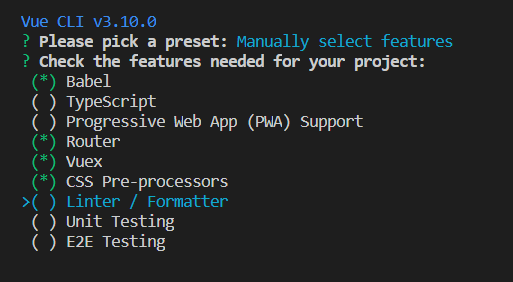 Vue CLI v3.10.0
? Please pick a preset: Manually select features
? Check the features needed for your project:
(*) Babel
( ) TypeScript
( ) Progressive Web App (PWA) Support
(*) Router
(*) Vuex
(*) CSS Pre-processors
>( ) Linter / Formatter
( ) Unit Testing
( ) E2E Testing